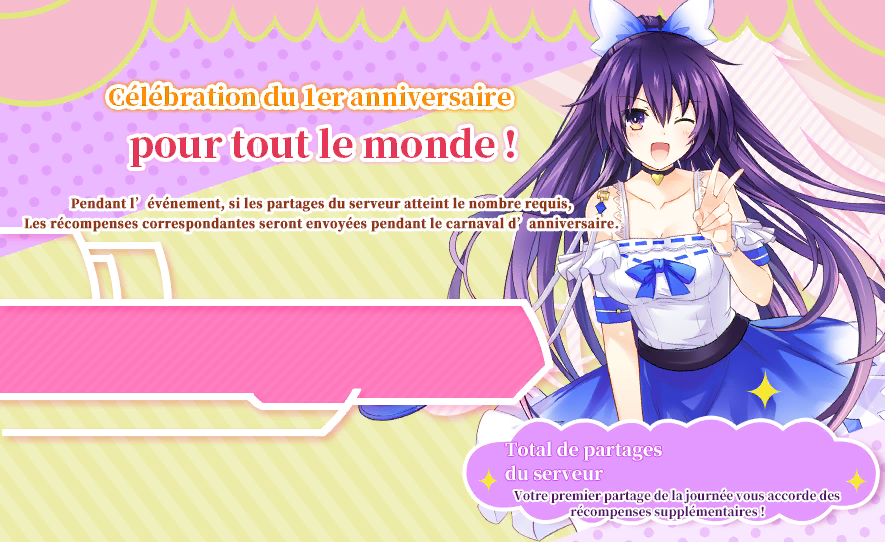 Célébration du 1er anniversaire
pour tout le monde !
Pendant l’événement, si les partages du serveur atteint le nombre requis,
Les récompenses correspondantes seront envoyées pendant le carnaval d’anniversaire.
Total de partages
du serveur
Votre premier partage de la journée vous accorde des
récompenses supplémentaires !